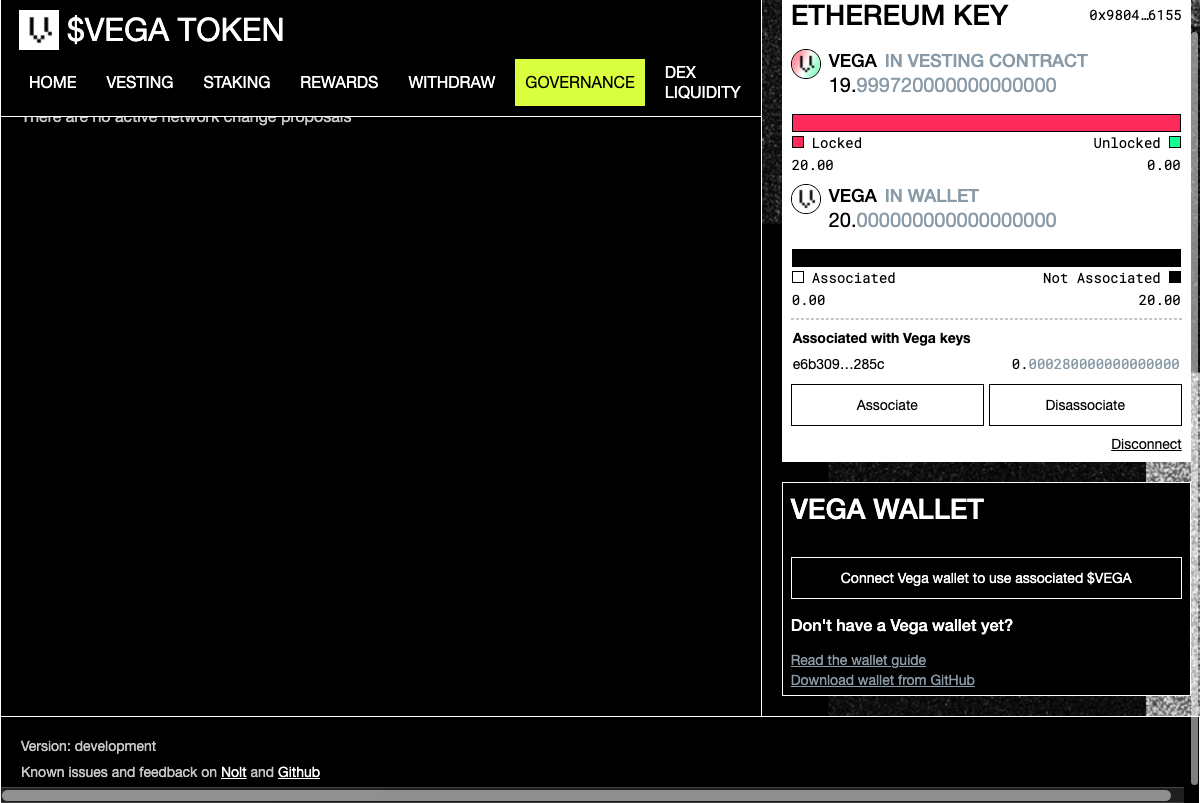 $VEGA TOKEN
HOME VESTING STAKING REWARDS WITHDRAW GOVERNANCE DEX LIQUIDITY
There are no active network change proposals
ETHEREUM KEY 0x9804…6155
VEGA IN VESTING CONTRACT
19.999720000000000000
Locked Unlocked
20.00 0.00
VEGA IN WALLET
20.000000000000000000
Associated Not Associated
0.00 20.00
Associated with Vega keys
e6b309…285c 0.000280000000000000
Associate Disassociate
Disconnect
VEGA WALLET
Connect Vega wallet to use associated $VEGA
Don't have a Vega wallet yet?
Read the wallet guide
Download wallet from GitHub
Version: development
Known issues and feedback on Nolt and Github